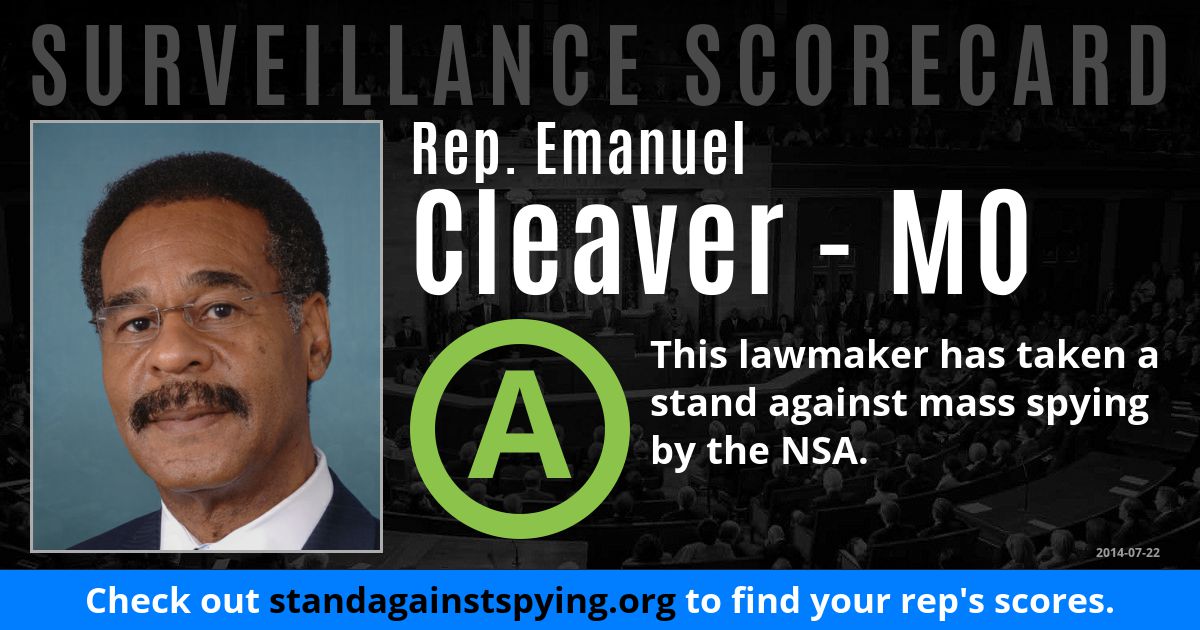 SURVEILLANCE SCORECARD
Rep. Emanuel
Cleaver - MO
A
This lawmaker has taken a
stand against mass spying
by the NSA.
2014-07-22
Check out standagainstspying.org to find your rep's scores.